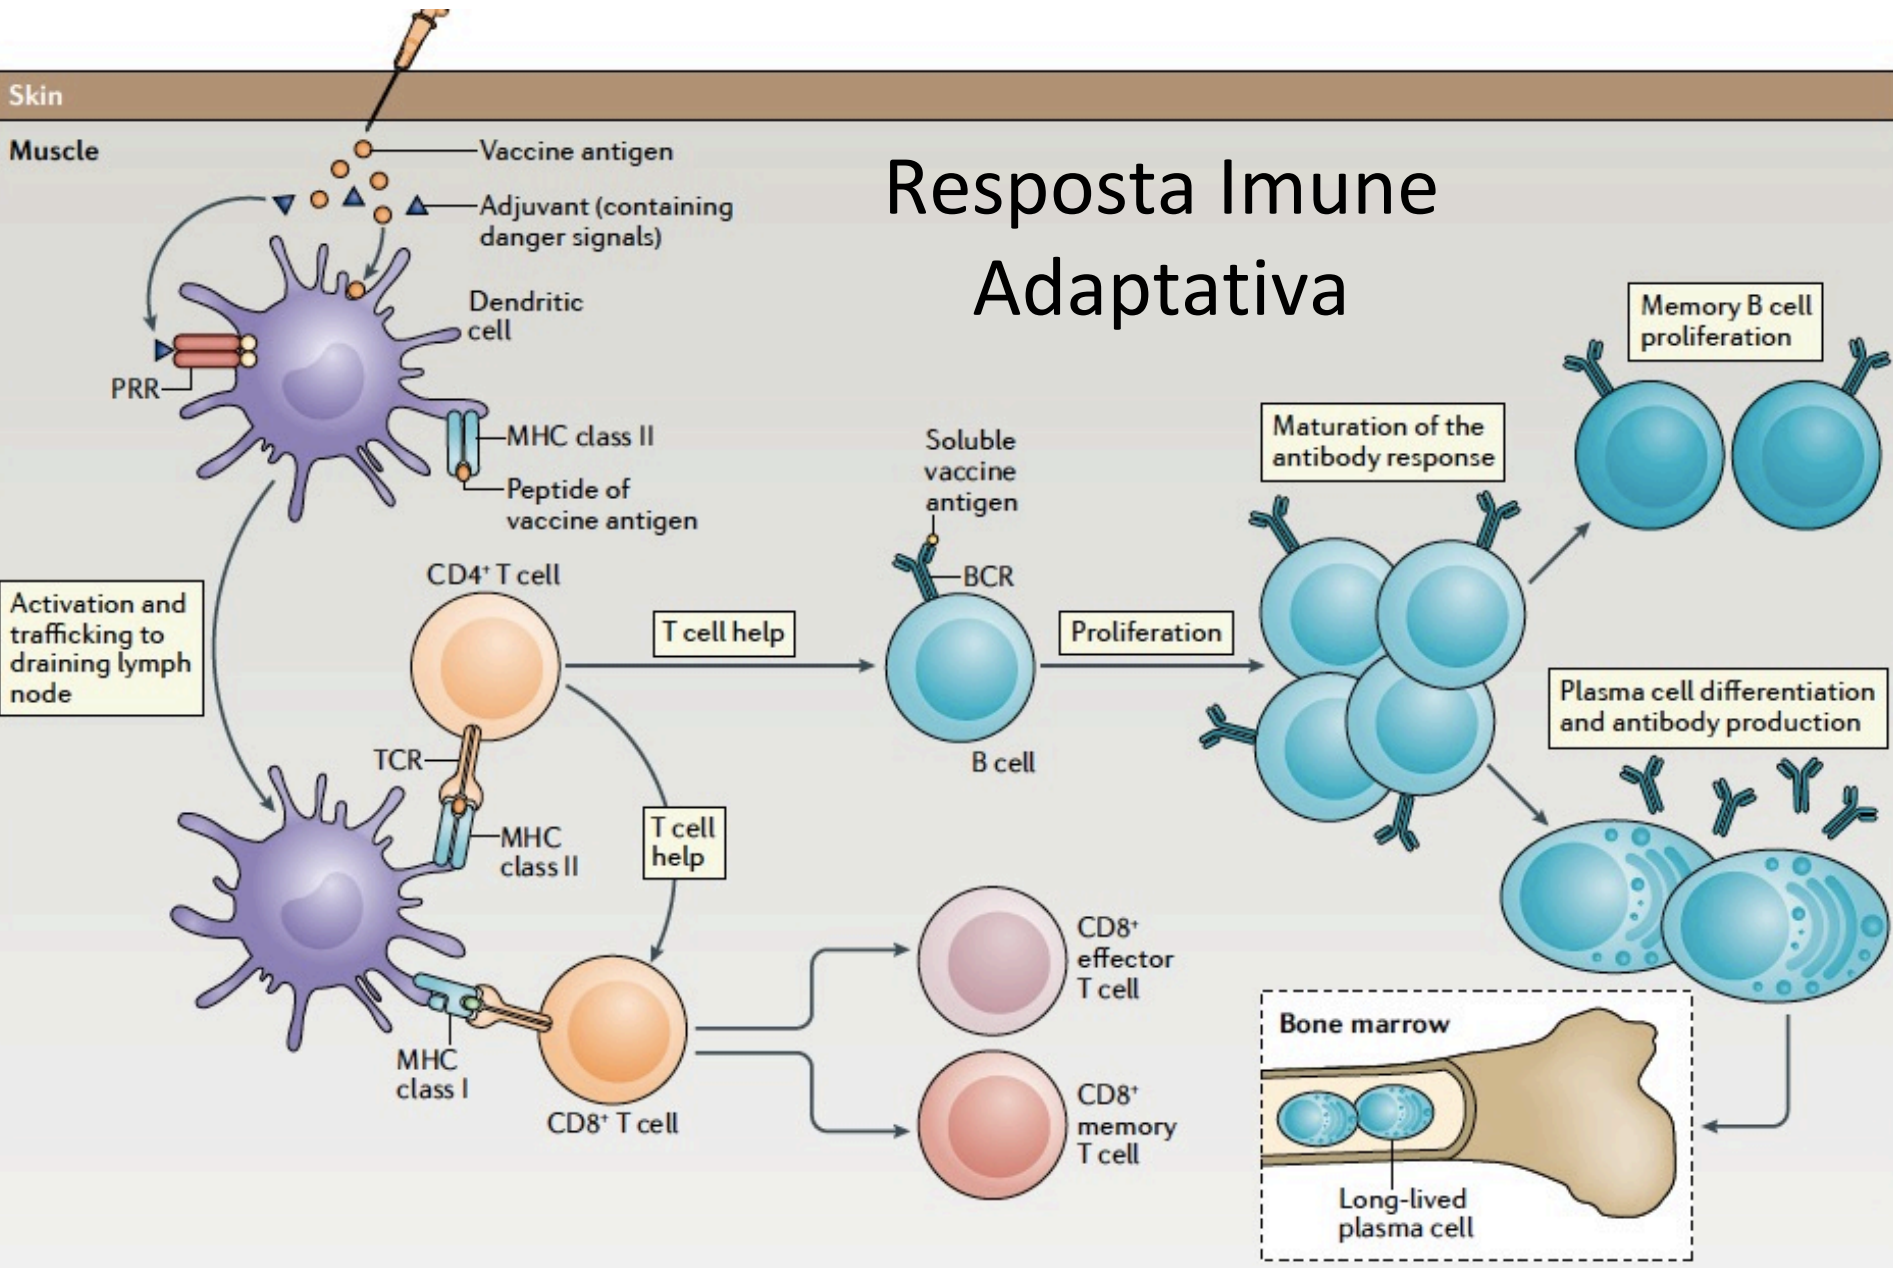 Skin
Muscle
Vaccine antigen
Adjuvant (containing
danger signals)
Resposta Imune
Adaptativa
Dendritic
cell
PRR
MHC class II
Peptide of
vaccine antigen
Activation and
trafficking to
draining lymph
node
CD4⁺ T cell
T cell help
Soluble
vaccine
antigen
BCR
B cell
Proliferation
Maturation of the
antibody response
Memory B cell
proliferation
Plasma cell differentiation
and antibody production
TCR
MHC
class II
T cell
help
MHC
class I
CD8⁺ T cell
CD8⁺
effector
T cell
CD8⁺
memory
T cell
Bone marrow
Long-lived
plasma cell